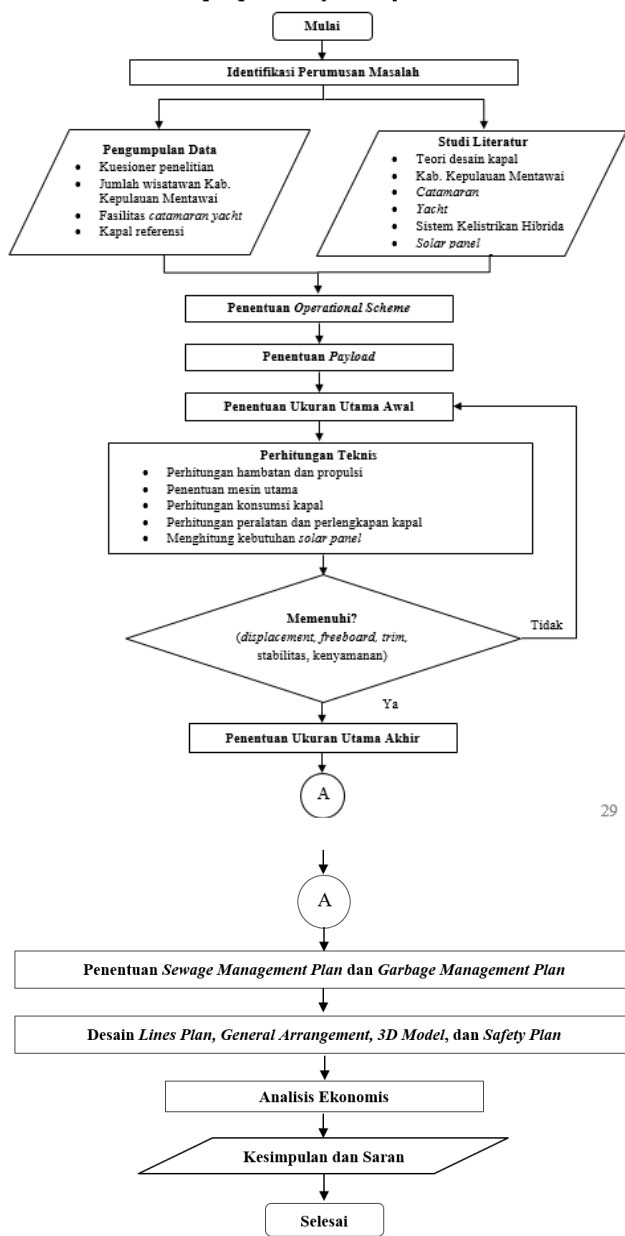 Mulai
Identifikasi Perumusan Masalah
Pengumpulan Data
• Kuesioner penelitian
• Jumlah wisatawan Kab.
Kepulauan Mentawai
• Fasilitas catamaran yacht
• Kapal referensi
Studi Literatur
• Teori desain kapal
• Kab. Kepulauan Mentawai
• Catamaran
• Yacht
• Sistem Kelistrikan Hibrida
• Solar panel
Penentuan Operational Scheme
Penentuan Payload
Penentuan Ukuran Utama Awal
Perhitungan Teknis
• Perhitungan hambatan dan propulsi
• Penentuan mesin utama
• Perhitungan konsumsi kapal
• Perhitungan peralatan dan perlengkapan kapal
• Menghitung kebutuhan solar panel
Memenuhi?
(displacement, freeboard, trim,
stabilitas, kenyamanan)
Tidak
Ya
Penentuan Ukuran Utama Akhir
A
29
A
Penentuan Sewage Management Plan dan Garbage Management Plan
Desain Lines Plan, General Arrangement, 3D Model, dan Safety Plan
Analisis Ekonomis
Kesimpulan dan Saran
Selesai